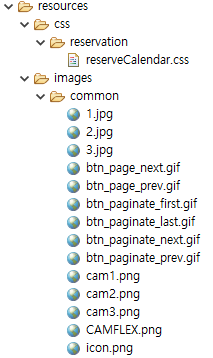 resources
css
reservation
reserveCalendar.css
images
common
1.jpg
2.jpg
3.jpg
btn_page_next.gif
btn_page_prev.gif
btn_paginate_first.gif
btn_paginate_last.gif
btn_paginate_next.gif
btn_paginate_prev.gif
cam1.png
cam2.png
cam3.png
CAMFLEX.png
icon.png